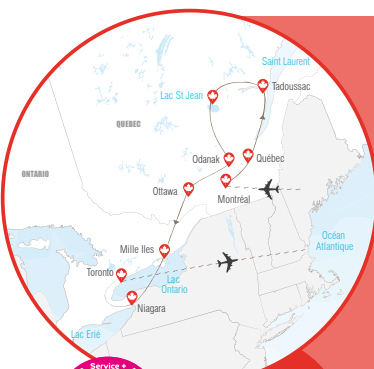 Saint Laurent
Tadoussac
Lac St Jean
QUEBEC
Odanak
Québec
ONTARIO
Ottawa
Montréal
Océan
Atlantique
Mille Iles
Toronto
Lac
Ontario
Niagara
Lac Erié
Service +